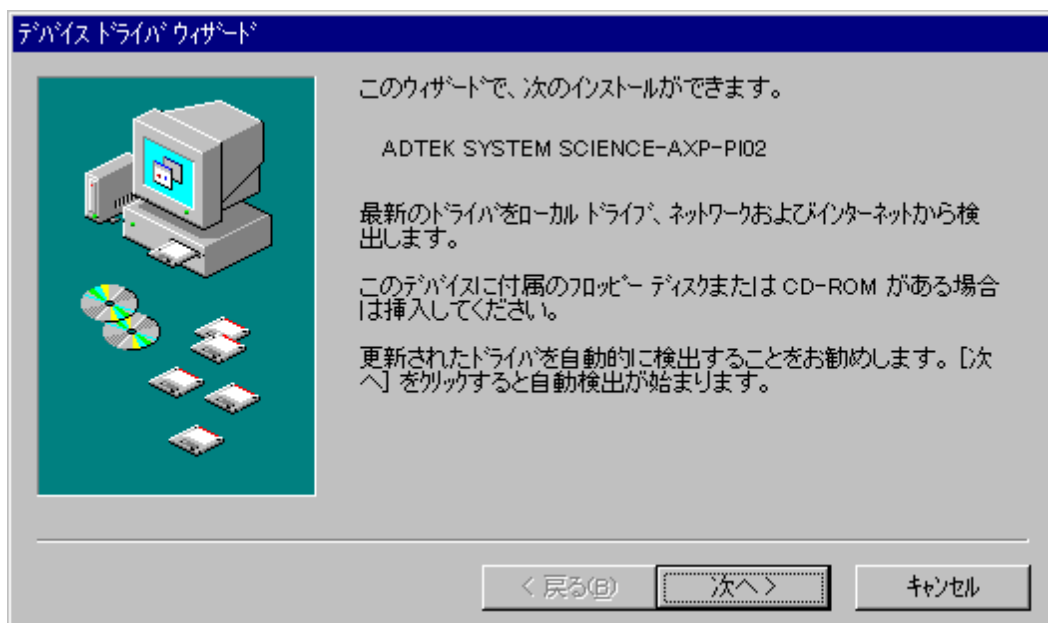 ﾃﾞﾊﾞｲｽ ﾄﾞﾗｲﾊﾞ ｳｨｻﾞｰﾄﾞ
このｳｨｻﾞｰﾄﾞで、次のｲﾝｽﾄｰﾙができます。
ADTEK SYSTEM SCIENCE-AXP-PI02
最新のﾄﾞﾗｲﾊﾞをﾛｰｶﾙ ﾄﾞﾗｲﾌﾞ、ﾈｯﾄﾜｰｸおよびｲﾝﾀｰﾈｯﾄから検
出します。
このﾃﾞﾊﾞｲｽに付属のﾌﾛｯﾋﾟｰ ﾃﾞｨｽｸまたは CD-ROM がある場合
は挿入してください。
更新されたﾄﾞﾗｲﾊﾞを自動的に検出することをお勧めします。[次
へ] をｸﾘｯｸすると自動検出が始まります。
< 戻る(B)
次へ >
ｷｬﾝｾﾙ